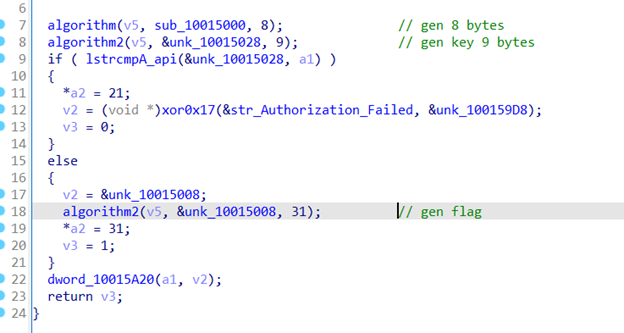 6
7 algorithm(v5, sub_10015000, 8); // gen 8 bytes
8 algorithm2(v5, &unk_10015028, 9); // gen key 9 bytes
9 if ( lstrcmpA_api(&unk_10015028, a1) )
10 {
11 *a2 = 21;
12 v2 = (void *)xor0x17(&str_Authorization_Failed, &unk_100159D8);
13 v3 = 0;
14 }
15 else
16 {
17 v2 = &unk_10015008;
18 algorithm2(v5, &unk_10015008, 31); // gen flag
19 *a2 = 31;
20 v3 = 1;
21 }
22 dword_10015A20(a1, v2);
23 return v3;
24 }